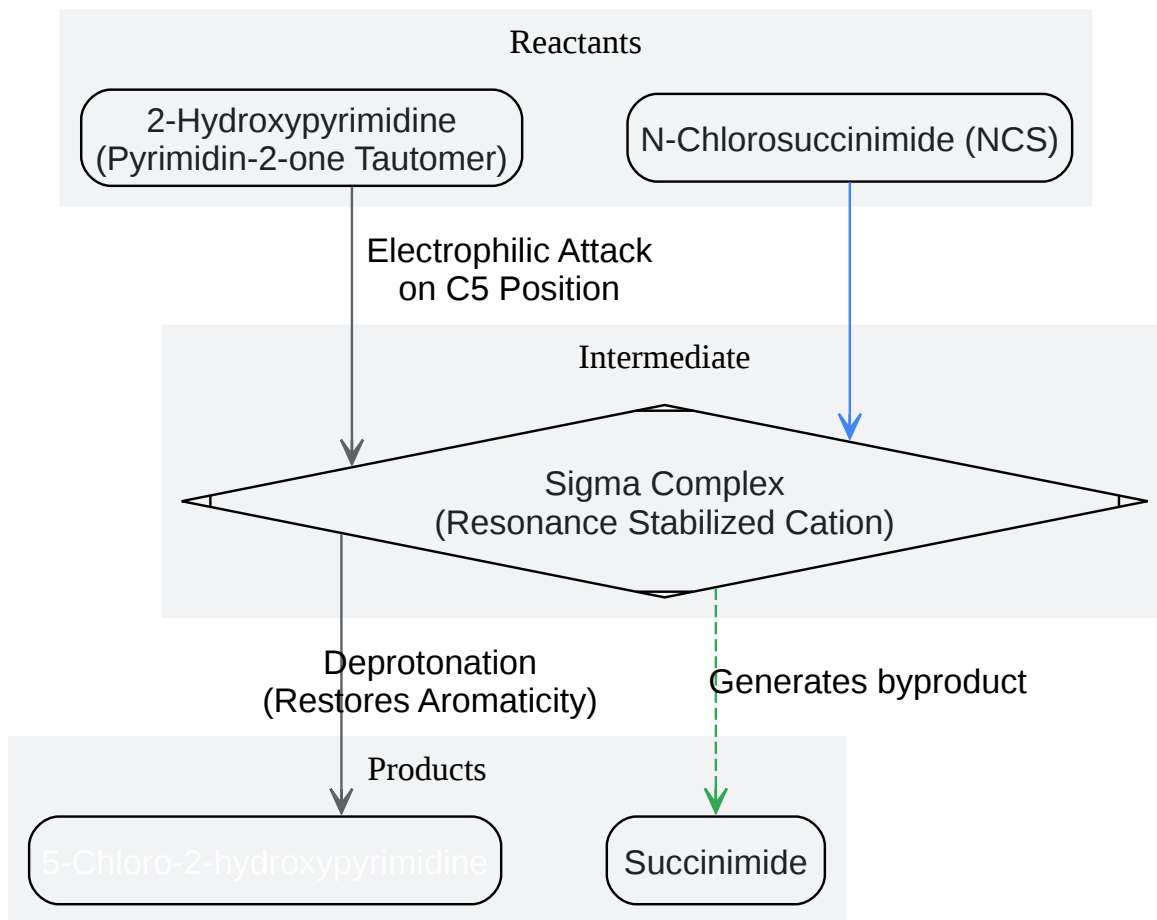 Reactants
2-Hydroxypyrimidine
(Pyrimidin-2-one Tautomer)
N-Chlorosuccinimide (NCS)
Electrophilic Attack
on C5 Position
Intermediate
Sigma Complex
(Resonance Stabilized Cation)
Deprotonation
(Restores Aromaticity)
Generates byproduct
Products
5-Chloro-2-hydroxypyrimidine
Succinimide